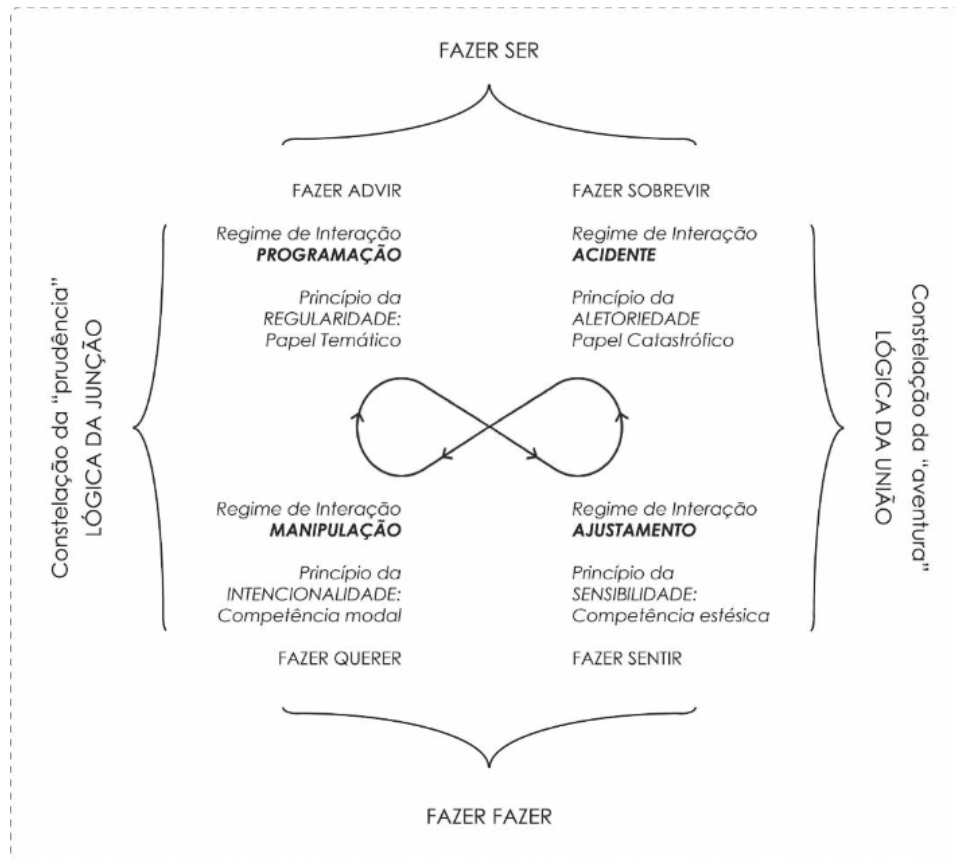 FAZER SER
FAZER ADVIR
Regime de Interação
PROGRAMAÇÃO
Princípio da
REGULARIDADE:
Papel Temático
FAZER SOBREVIR
Regime de Interação
ACIDENTE
Princípio da
ALETORIEDADE
Papel Catastrófico
Constelação da “prudência”
LÓGICA DA JUNÇÃO
Constelação da “aventura”
LÓGICA DA UNIÃO
Regime de Interação
MANIPULAÇÃO
Princípio da
INTENCIONALIDADE:
Competência modal
FAZER QUERER
Regime de Interação
AJUSTAMENTO
Princípio da
SENSIBILIDADE:
Competência estésica
FAZER SENTIR
FAZER FAZER